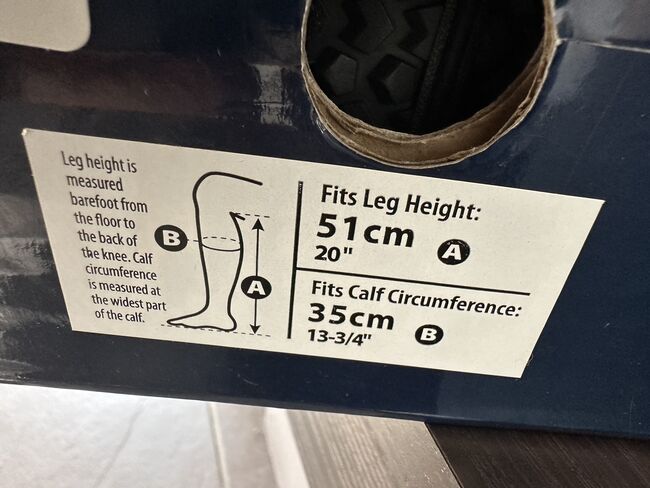 Leg height is
measured
barefoot from
the floor to
the back of
the knee. Calf
circumference
is measured at
the widest part
of the calf.
B
A
Fits Leg Height:
51cm A
20"
Fits Calf Circumference:
35cm B
13-3/4"